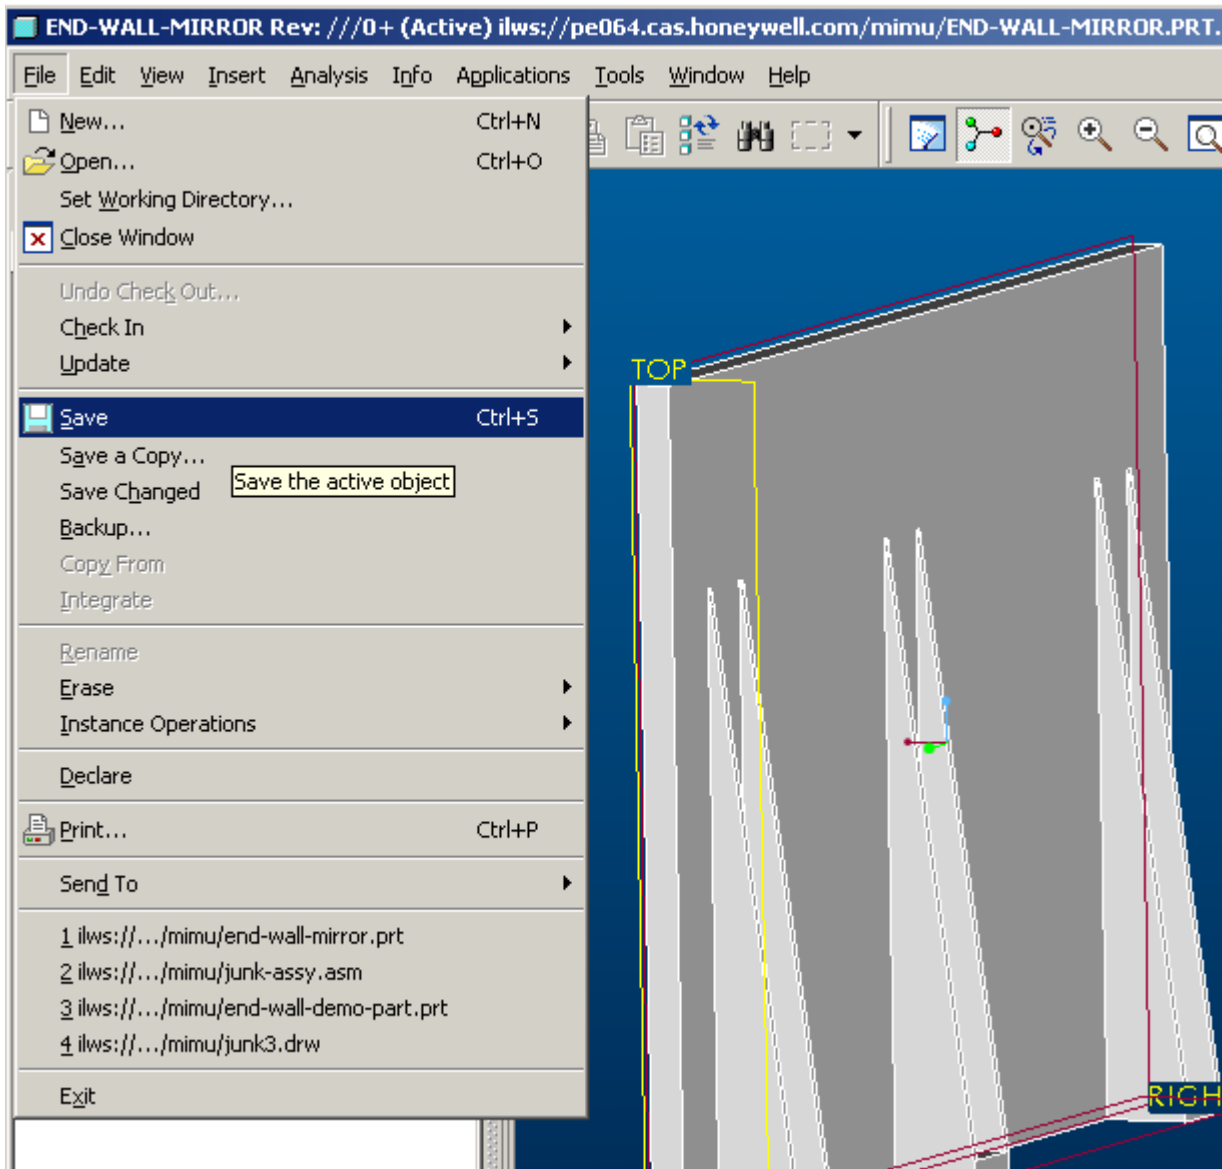 END-WALL-MIRROR Rev: ///0+ (Active) ilws://pe064.cas.honeywell.com/mimu/END-WALL-MIRROR.PRT.
File Edit View Insert Analysis Info Applications Tools Window Help
New... Ctrl+N
Open... Ctrl+O
Set Working Directory...
Close Window
Undo Check Out...
Check In
Update
Save Ctrl+S
Save a Copy...
Save the active object
Save Changed
Backup...
Copy From
Integrate
Rename
Erase
Instance Operations
Declare
Print... Ctrl+P
Send To
1 ilws://.../mimu/end-wall-mirror.prt
2 ilws://.../mimu/junk-assy.asm
3 ilws://.../mimu/end-wall-demo-part.prt
4 ilws://.../mimu/junk3.drw
Exit
TOP
RIGH